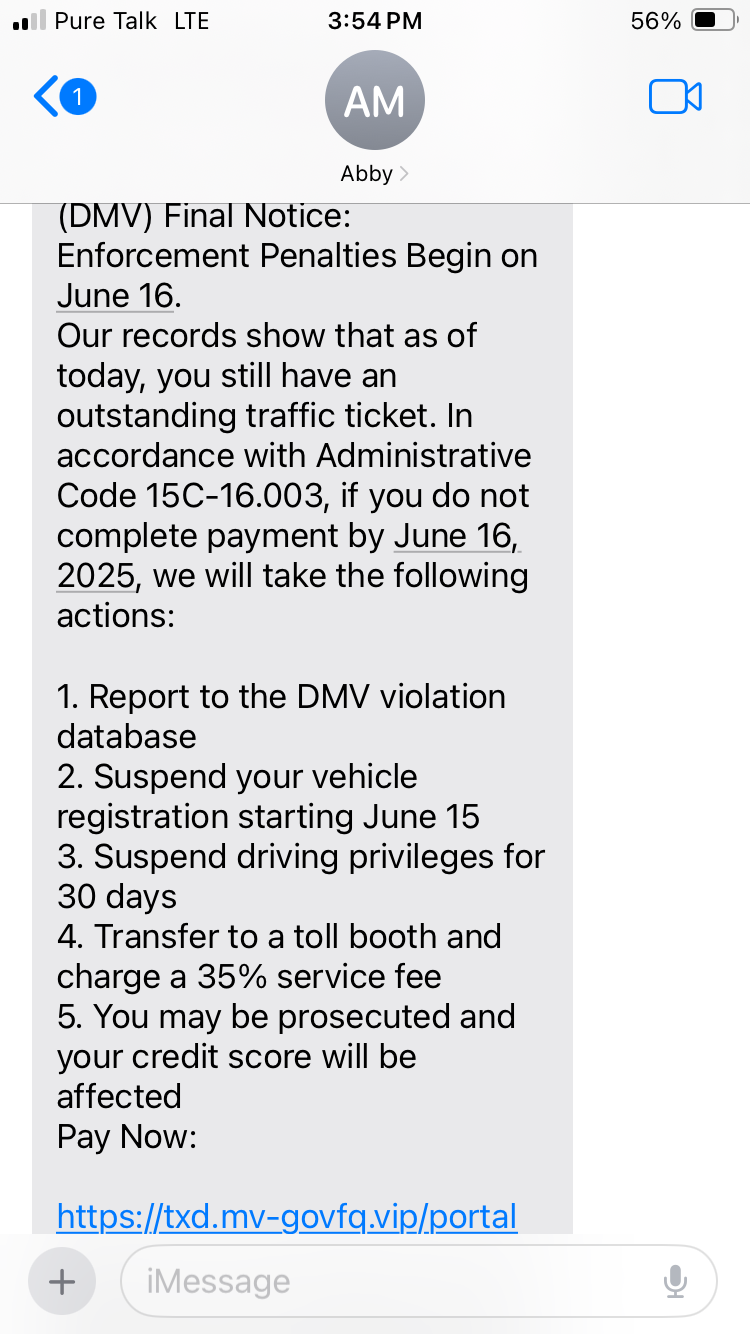 Pure Talk LTE 3:54 PM 56%
1
AM
Abby
(DMV) Final Notice:
Enforcement Penalties Begin on
June 16.
Our records show that as of
today, you still have an
outstanding traffic ticket. In
accordance with Administrative
Code 15C-16.003, if you do not
complete payment by June 16,
2025, we will take the following
actions:
1. Report to the DMV violation
database
2. Suspend your vehicle
registration starting June 15
3. Suspend driving privileges for
30 days
4. Transfer to a toll booth and
charge a 35% service fee
5. You may be prosecuted and
your credit score will be
affected
Pay Now:
https://txd.mv-govfq.vip/portal
iMessage